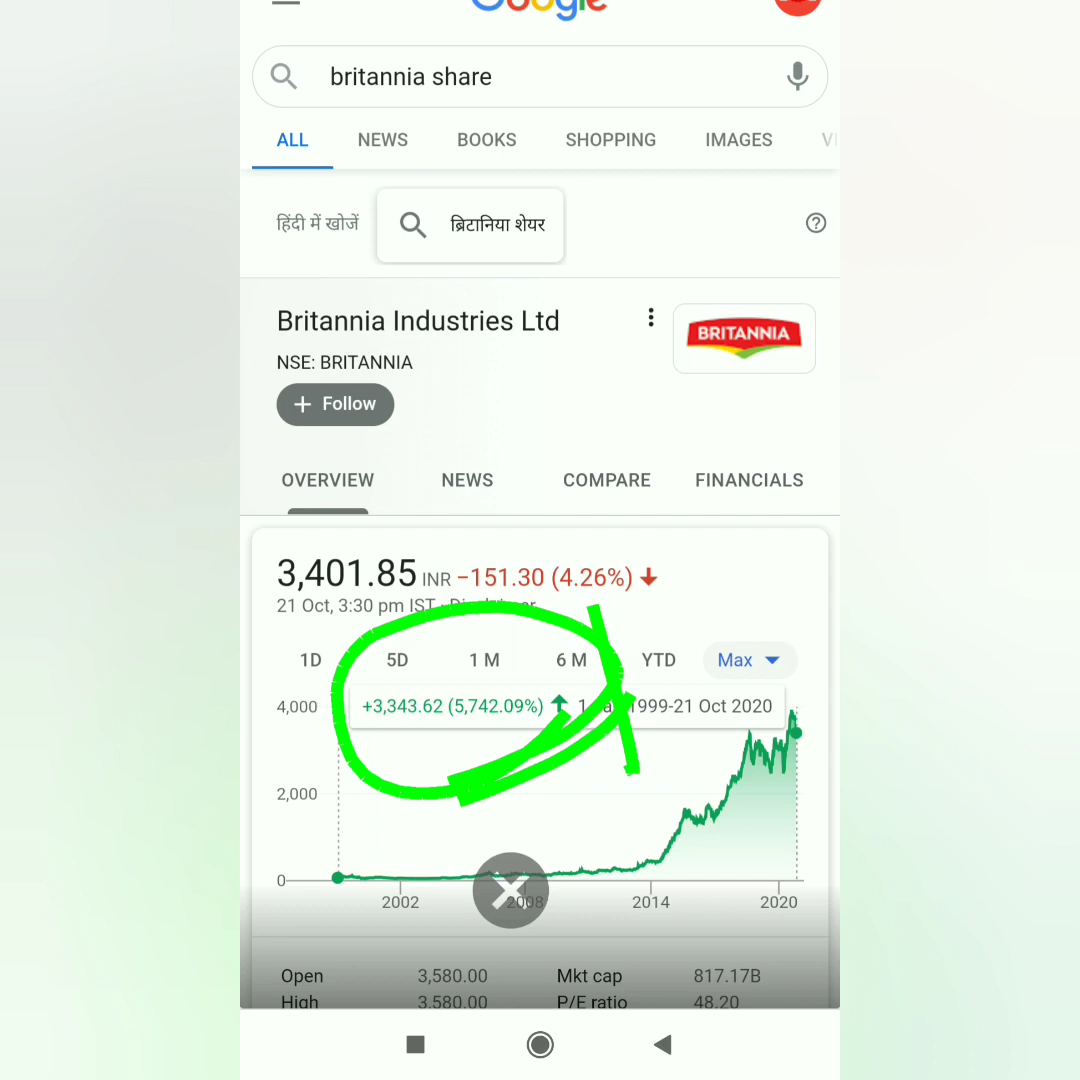 Google
britannia share
ALL NEWS BOOKS SHOPPING IMAGES
हिंदी में खोजें ब्रिटानिया शेयर
Britannia Industries Ltd
BRITANNIA
NSE: BRITANNIA
+ Follow
OVERVIEW NEWS COMPARE FINANCIALS
3,401.85 INR −151.30 (4.26%)
21 Oct, 3:30 pm IST · Disclaimer
1D 5D 1 M 6 M YTD Max
4,000 +3,343.62 (5,742.09%) 1 1999-21 Oct 2020
2,000
0
2002 2008 2014 2020
Open 3,580.00 Mkt cap 817.17B
High 3,580.00 P/E ratio 48.20